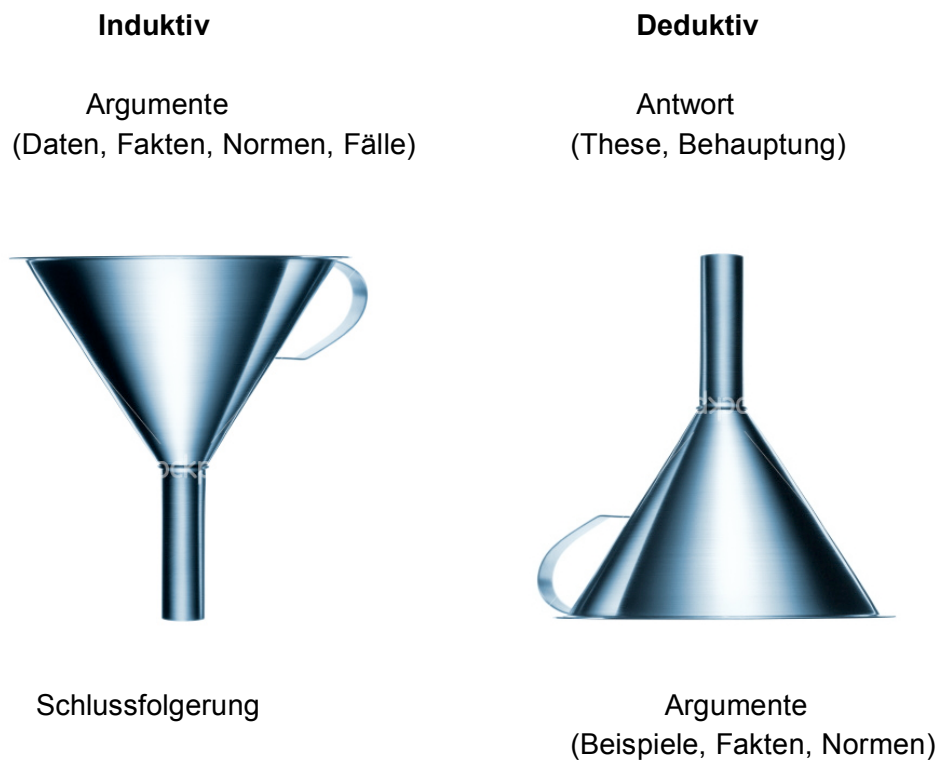 Induktiv
Argumente
(Daten, Fakten, Normen, Fälle)
Schlussfolgerung
Deduktiv
Antwort
(These, Behauptung)
Argumente
(Beispiele, Fakten, Normen)